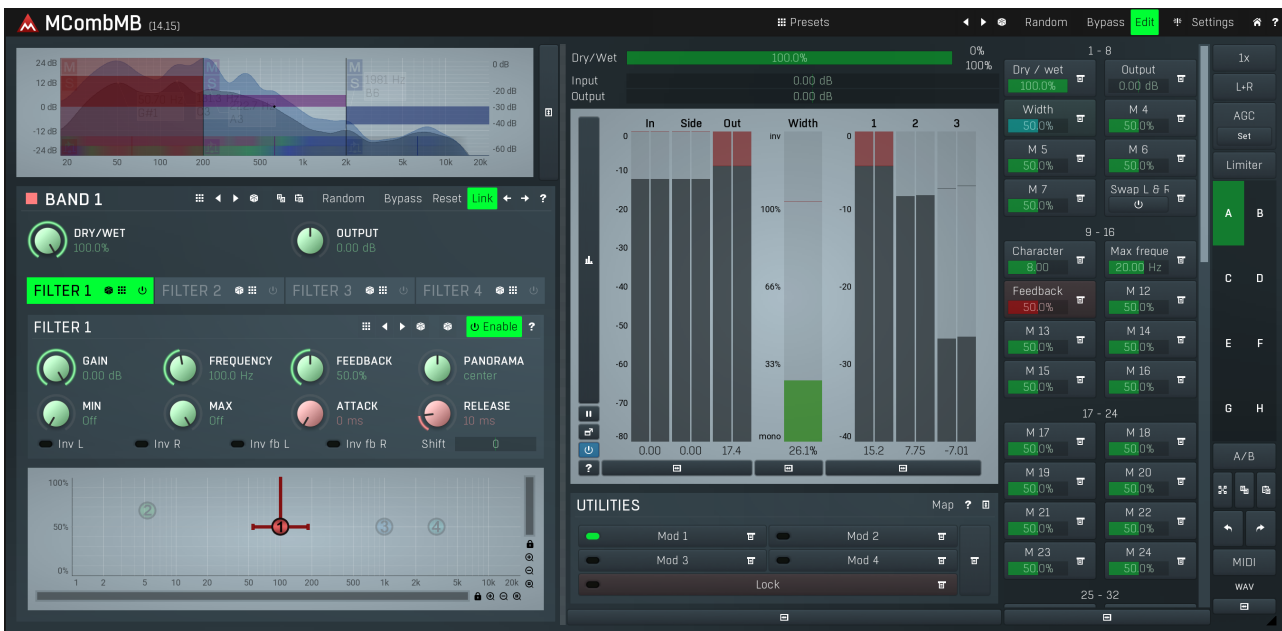 MCombMB (14.15)
Presets
Random Bypass Edit Settings ?
24 dB
12 dB
0 dB
-12 dB
-24 dB
M
S
M
S
M
S
1981 Hz
B6
0 dB
-20 dB
-30 dB
-40 dB
-60 dB
20 50 100 200 500 1k 2k 5k 10k 20k
BAND 1
Random Bypass Reset Link ?
DRY/WET
100.0%
OUTPUT
0.00 dB
FILTER 1 FILTER 2 FILTER 3 FILTER 4
FILTER 1
Enable ?
GAIN
0.00 dB
FREQUENCY
100.0 Hz
FEEDBACK
50.0%
PANORAMA
center
MIN
Off
MAX
Off
ATTACK
0 ms
RELEASE
10 ms
Inv L Inv R Inv fb L Inv fb R Shift 0
100%
50%
0%
2 1 3 4
1 2 5 10 20 50 100 200 500 1k 2k 5k 10k 20k
Dry/Wet 100.0% 0%
100%
Input 0.00 dB
Output 0.00 dB
In Side Out Width 1 2 3
0
-10
-20
-30
-40
-50
-60
-70
-80
inv
100%
66%
33%
mono
0
-10
-20
-30
-40
0.00 0.00 17.4 26.1% 15.2 7.75 -7.01
?
UTILITIES
Map ?
Mod 1 Mod 2
Mod 3 Mod 4
Lock
1 - 8
Dry / wet
100.0%
Output
0.00 dB
Width
50.0%
M 4
50.0%
M 5
50.0%
M 6
50.0%
M 7
50.0%
Swap L & R
9 - 16
Character
8.00
Max freque
20.00 Hz
Feedback
50.0%
M 12
50.0%
M 13
50.0%
M 14
50.0%
M 15
50.0%
M 16
50.0%
17 - 24
M 17
50.0%
M 18
50.0%
M 19
50.0%
M 20
50.0%
M 21
50.0%
M 22
50.0%
M 23
50.0%
M 24
50.0%
25 - 32
1x
L+R
AGC
Set
Limiter
A B
C D
E F
G H
A/B
MIDI
WAV